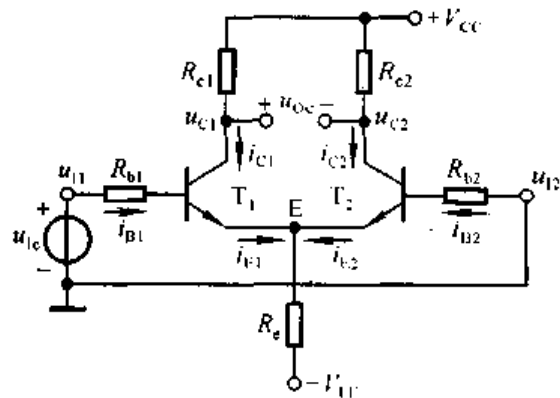 +V_CC
R_c1
R_c2
u_C1
+
u_Oc
−
u_C2
i_C1
i_C2
u_I1
R_b1
T_1
T_2
R_b2
u_I2
+
i_B1
E
i_B2
u_Ic
−
i_E1
i_E2
R_e